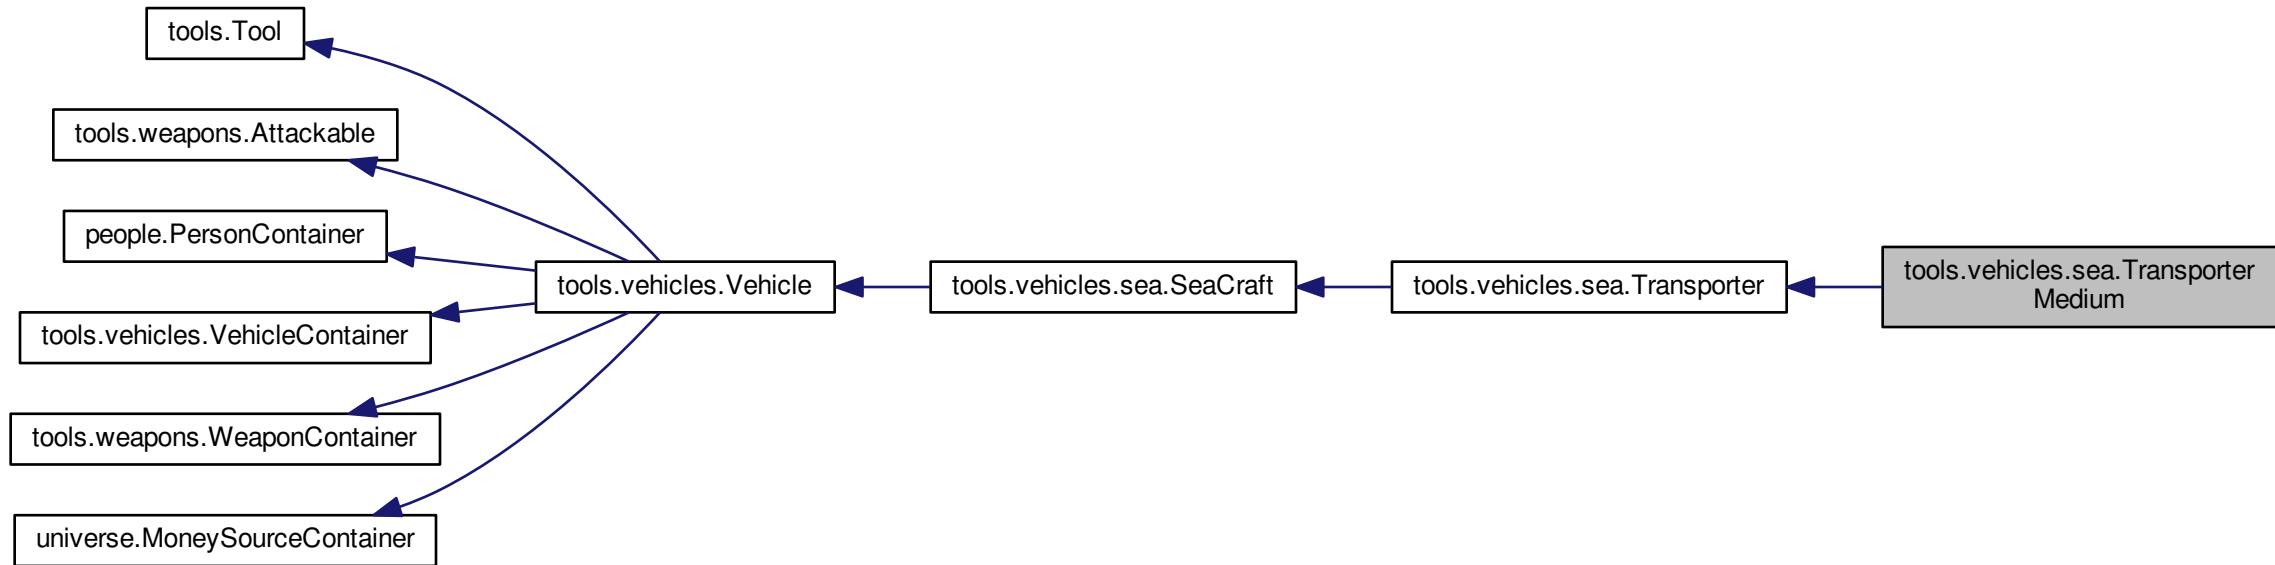 tools.Tool
tools.weapons.Attackable
people.PersonContainer
tools.vehicles.VehicleContainer
tools.weapons.WeaponContainer
universe.MoneySourceContainer
tools.vehicles.Vehicle
tools.vehicles.sea.SeaCraft
tools.vehicles.sea.Transporter
tools.vehicles.sea.Transporter
Medium